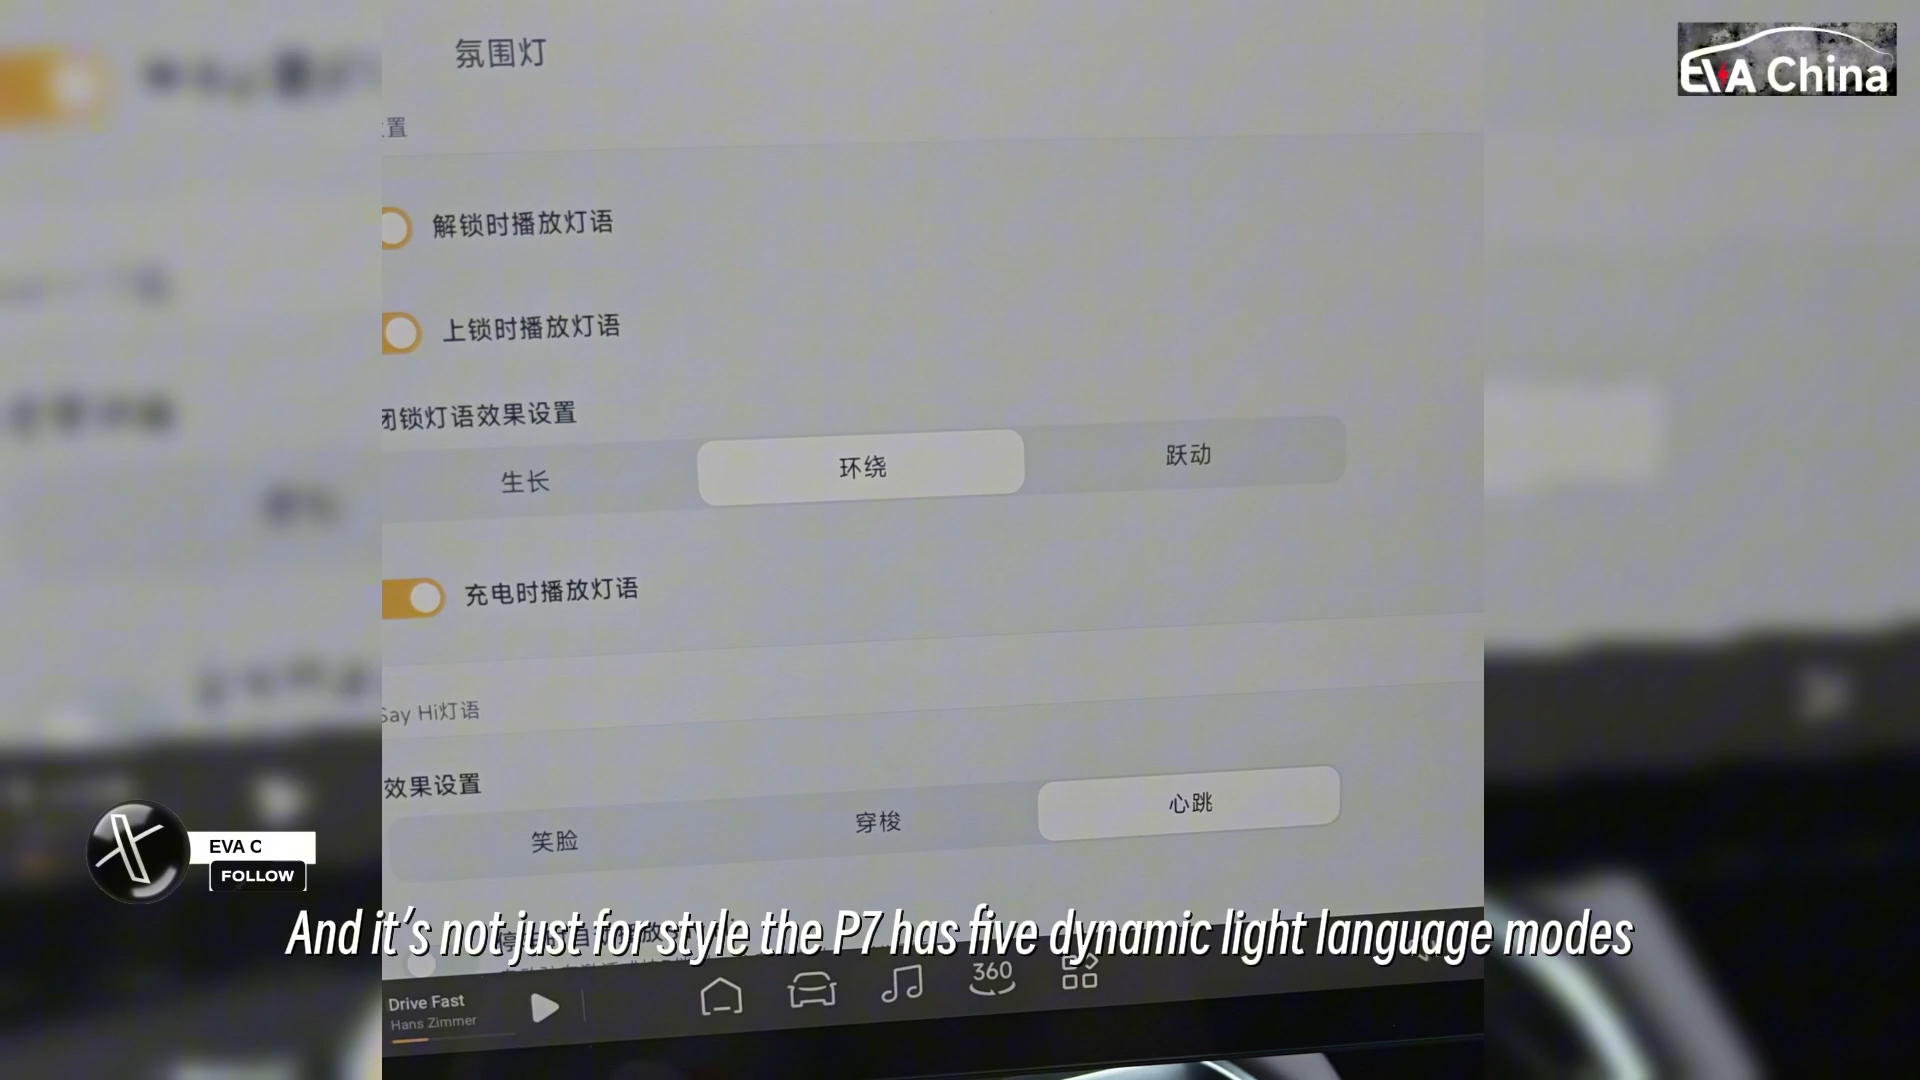 氛围灯
EVA China
置
解锁时播放灯语
上锁时播放灯语
闭锁灯语效果设置
生长
环绕
跃动
充电时播放灯语
Say Hi灯语
效果设置
笑脸
穿梭
心跳
EVA C
FOLLOW
And it's not just for style the P7 has five dynamic light language modes
360
Drive Fast
Hans Zimmer